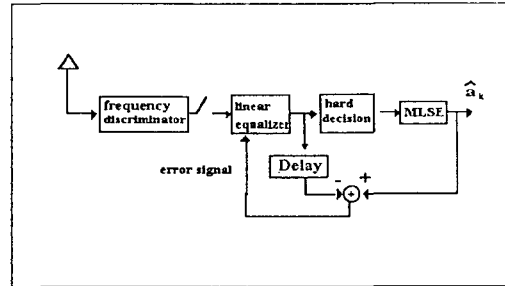 frequency
discriminator
linear
equalizer
hard
decision
MLSE
â k
Delay
error signal
- +
+